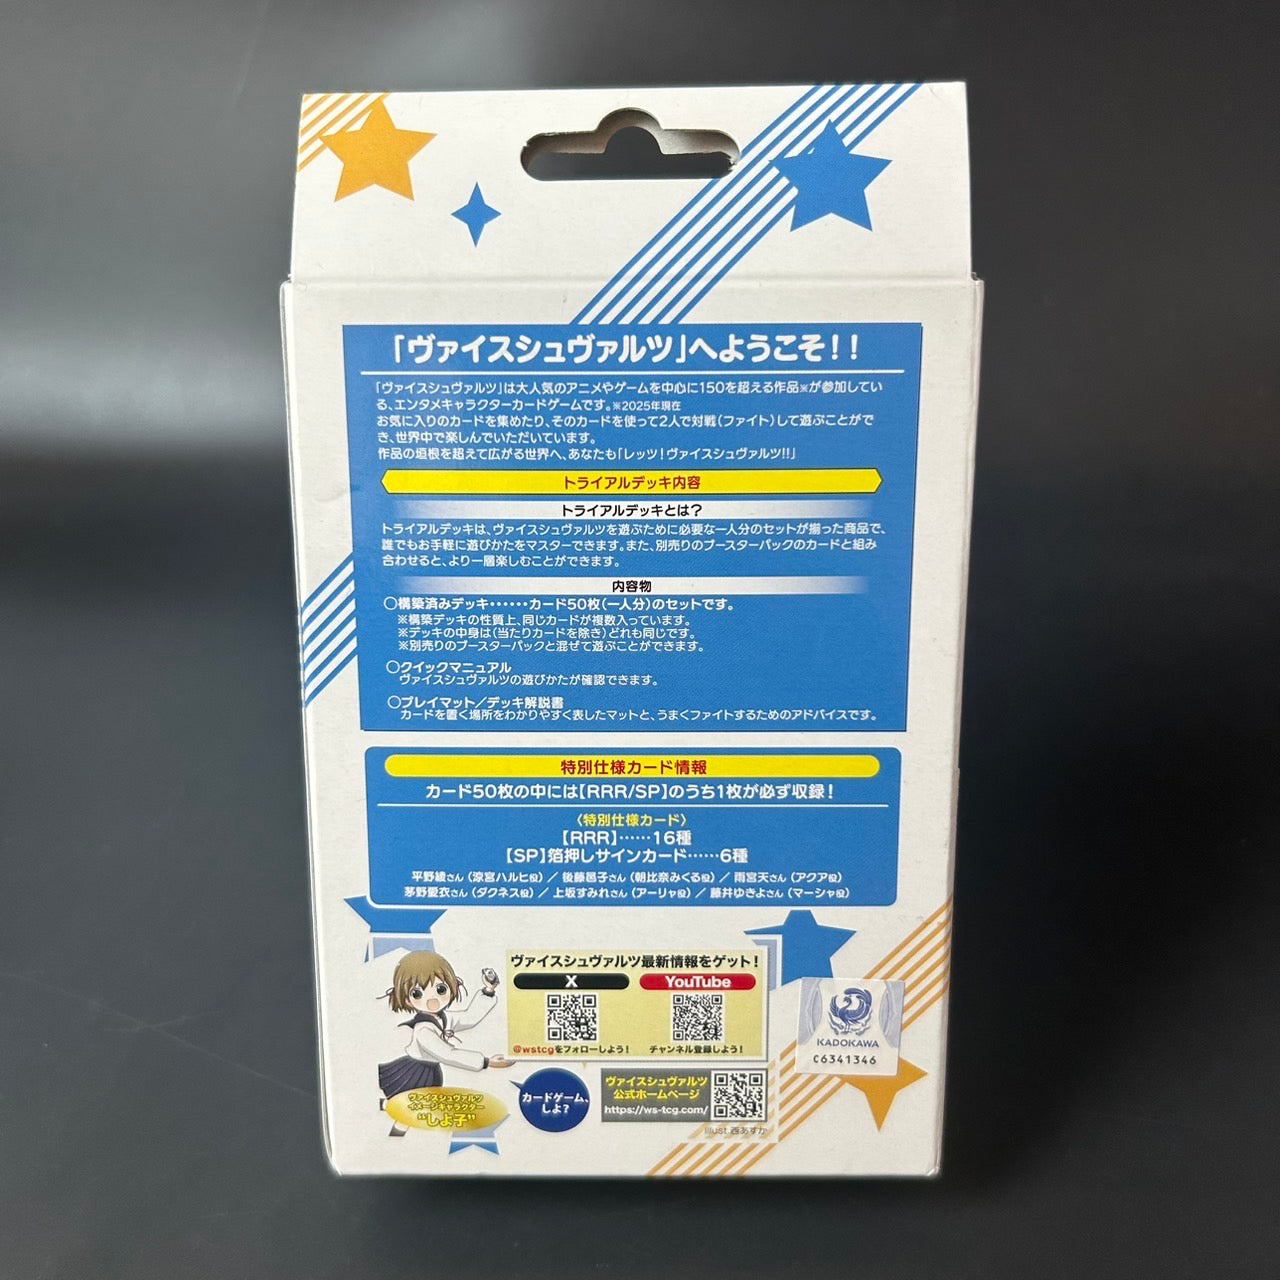 「ヴァイスシュヴァルツ」へようこそ!!
「ヴァイスシュヴァルツ」は大人気のアニメやゲームを中心に150を超える作品※が参加してい
る、エンタメキャラクターカードゲームです。※2025年現在
お気に入りのカードを集めたり、そのカードを使って2人で対戦(ファイト)して遊ぶことがで
き、世界中で楽しんでいただいています。
作品の垣根を超えて広がる世界へ、あなたも「レッツ!ヴァイスシュヴァルツ!!」
トライアルデッキ内容
トライアルデッキとは?
トライアルデッキは、ヴァイスシュヴァルツを遊ぶために必要な一人分のセットが揃った商品で、
誰でもお手軽に遊びかたをマスターできます。また、別売りのブースターパックのカードと組み
合わせると、より一層楽しむことができます。
内容物
○構築済みデッキ‥‥‥カード50枚(一人分)のセットです。
※構築デッキの性質上、同じカードが複数入っています。
※デッキの中身は(当たりカードを除き)どれも同じです。
※別売りのブースターパックと混ぜて遊ぶことができます。
○クイックマニュアル
ヴァイスシュヴァルツの遊びかたが確認できます。
○プレイマット/デッキ解説書
カードを置く場所をわかりやすく表したマットと、うまくファイトするためのアドバイスです。
特別仕様カード情報
カード50枚の中には【RRR/SP】のうち1枚が必ず収録!
〈特別仕様カード〉
【RRR】……16種
【SP】箔押しサインカード……6種
平野綾さん(涼宮ハルヒ役)/後藤邑子さん(朝比奈みくる役)/雨宮天さん(アクア役)
茅野愛衣さん(ダクネス役)/上坂すみれさん(アーリャ役)/藤井ゆきよさん(マーシャ役)
ヴァイスシュヴァルツ最新情報をゲット!
X YouTube
@wstcgをフォローしよう! チャンネル登録しよう!
KADOKAWA
C6341346
ヴァイスシュヴァルツ
イメージキャラクター
“しよ子”
カードゲーム、
しよ?
ヴァイスシュヴァルツ
公式ホームページ
https://ws-tcg.com/
illust.西あすか